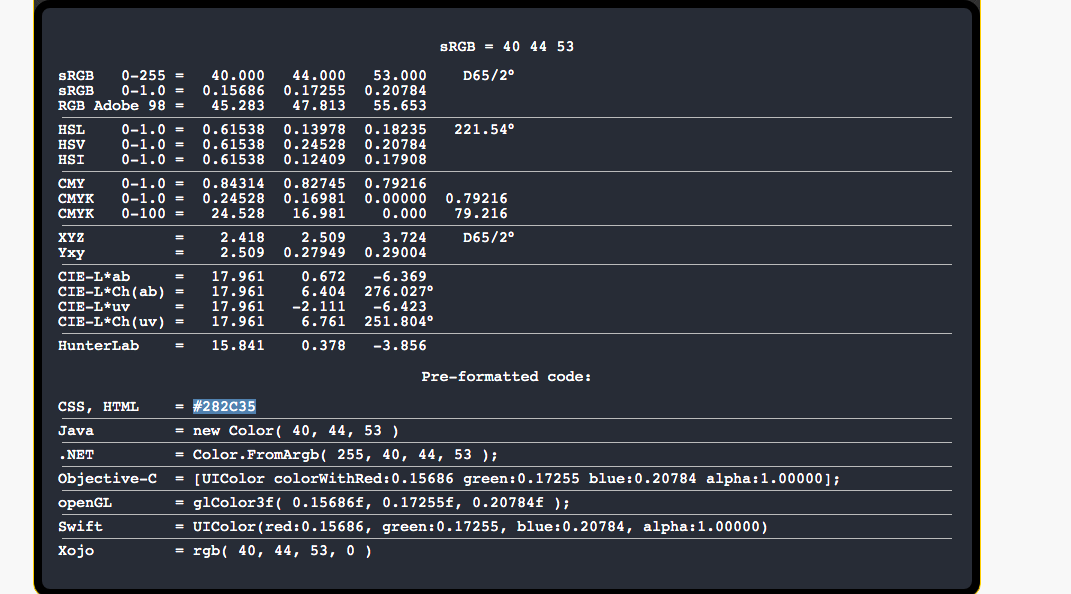 sRGB = 40 44 53
sRGB 0-255 = 40.000 44.000 53.000 D65/2°
sRGB 0-1.0 = 0.15686 0.17255 0.20784
RGB Adobe 98 = 45.283 47.813 55.653
HSL 0-1.0 = 0.61538 0.13978 0.18235 221.54°
HSV 0-1.0 = 0.61538 0.24528 0.20784
HSI 0-1.0 = 0.61538 0.12409 0.17908
CMY 0-1.0 = 0.84314 0.82745 0.79216
CMYK 0-1.0 = 0.24528 0.16981 0.00000 0.79216
CMYK 0-100 = 24.528 16.981 0.000 79.216
XYZ = 2.418 2.509 3.724 D65/2°
Yxy = 2.509 0.27949 0.29004
CIE-L*ab = 17.961 0.672 -6.369
CIE-L*Ch(ab) = 17.961 6.404 276.027°
CIE-L*uv = 17.961 -2.111 -6.423
CIE-L*Ch(uv) = 17.961 6.761 251.804°
HunterLab = 15.841 0.378 -3.856
Pre-formatted code:
CSS, HTML = #282C35
Java = new Color( 40, 44, 53 )
.NET = Color.FromArgb( 255, 40, 44, 53 );
Objective-C = [UIColor colorWithRed:0.15686 green:0.17255 blue:0.20784 alpha:1.00000];
openGL = glColor3f( 0.15686f, 0.17255f, 0.20784f );
Swift = UIColor(red:0.15686, green:0.17255, blue:0.20784, alpha:1.00000)
Xojo = rgb( 40, 44, 53, 0 )